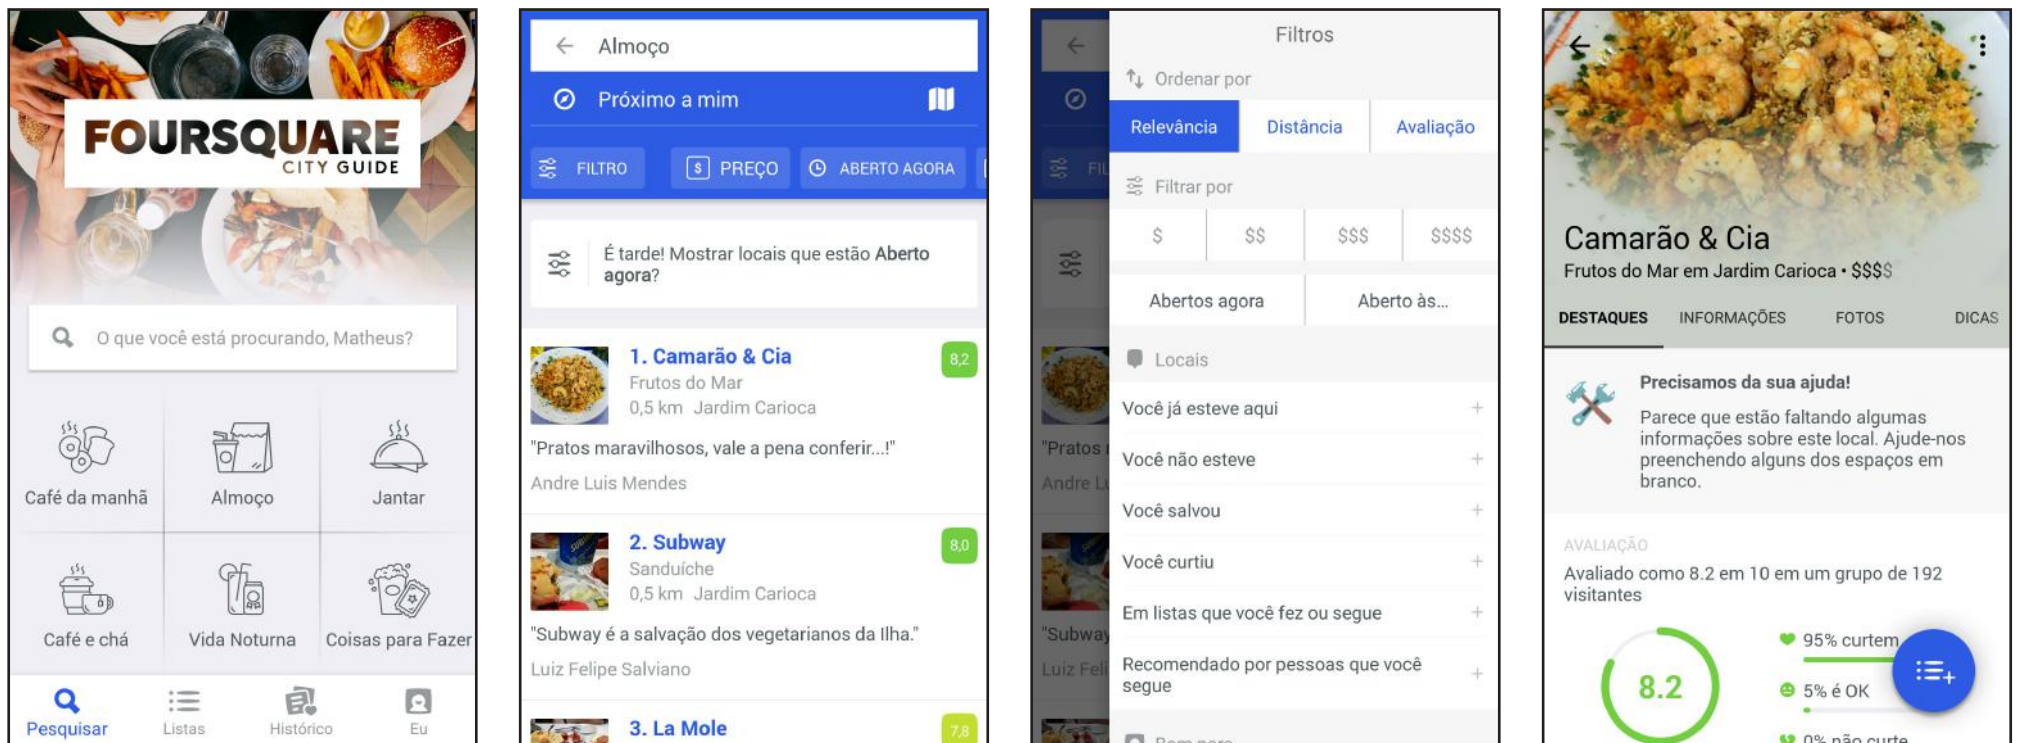 FOURSQUARE
CITY GUIDE
O que você está procurando, Matheus?
Café da manhã
Almoço
Jantar
Café e chá
Vida Noturna
Coisas para Fazer
Pesquisar
Listas
Histórico
Eu
Almoço
Próximo a mim
FILTRO
$ PREÇO
ABERTO AGORA
É tarde! Mostrar locais que estão Aberto
agora?
1. Camarão & Cia
8,2
Frutos do Mar
0,5 km Jardim Carioca
"Pratos maravilhosos, vale a pena conferir...!"
Andre Luis Mendes
2. Subway
8,0
Sanduíche
0,5 km Jardim Carioca
"Subway é a salvação dos vegetarianos da Ilha."
Luiz Felipe Salviano
3. La Mole
7,8
Filtros
Ordenar por
Relevância
Distância
Avaliação
Filtrar por
$
$$
$$$
$$$$
Abertos agora
Aberto às...
Locais
"Pratos
Você já esteve aqui
Você não esteve
Você salvou
Você curtiu
Em listas que você fez ou segue
"Subway
Recomendado por pessoas que você
segue
Camarão & Cia
Frutos do Mar em Jardim Carioca • $$$$
DESTAQUES
INFORMAÇÕES
FOTOS
DICAS
Precisamos da sua ajuda!
Parece que estão faltando algumas
informações sobre este local. Ajude-nos
preenchendo alguns dos espaços em
branco.
AVALIAÇÃO
Avaliado como 8.2 em 10 em um grupo de 192
visitantes
8.2
95% curtem
5% é OK
0% não curte